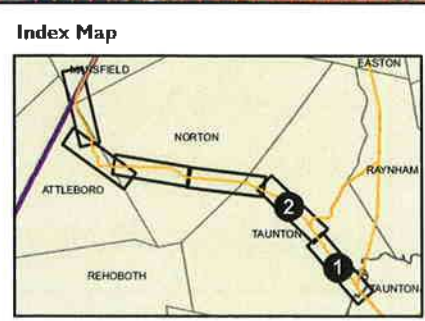 Index Map
MANSFIELD
EASTON
NORTON
RAYNHAM
ATTLEBORO
2
TAUNTON
1
REHOBOTH
TAUNTON